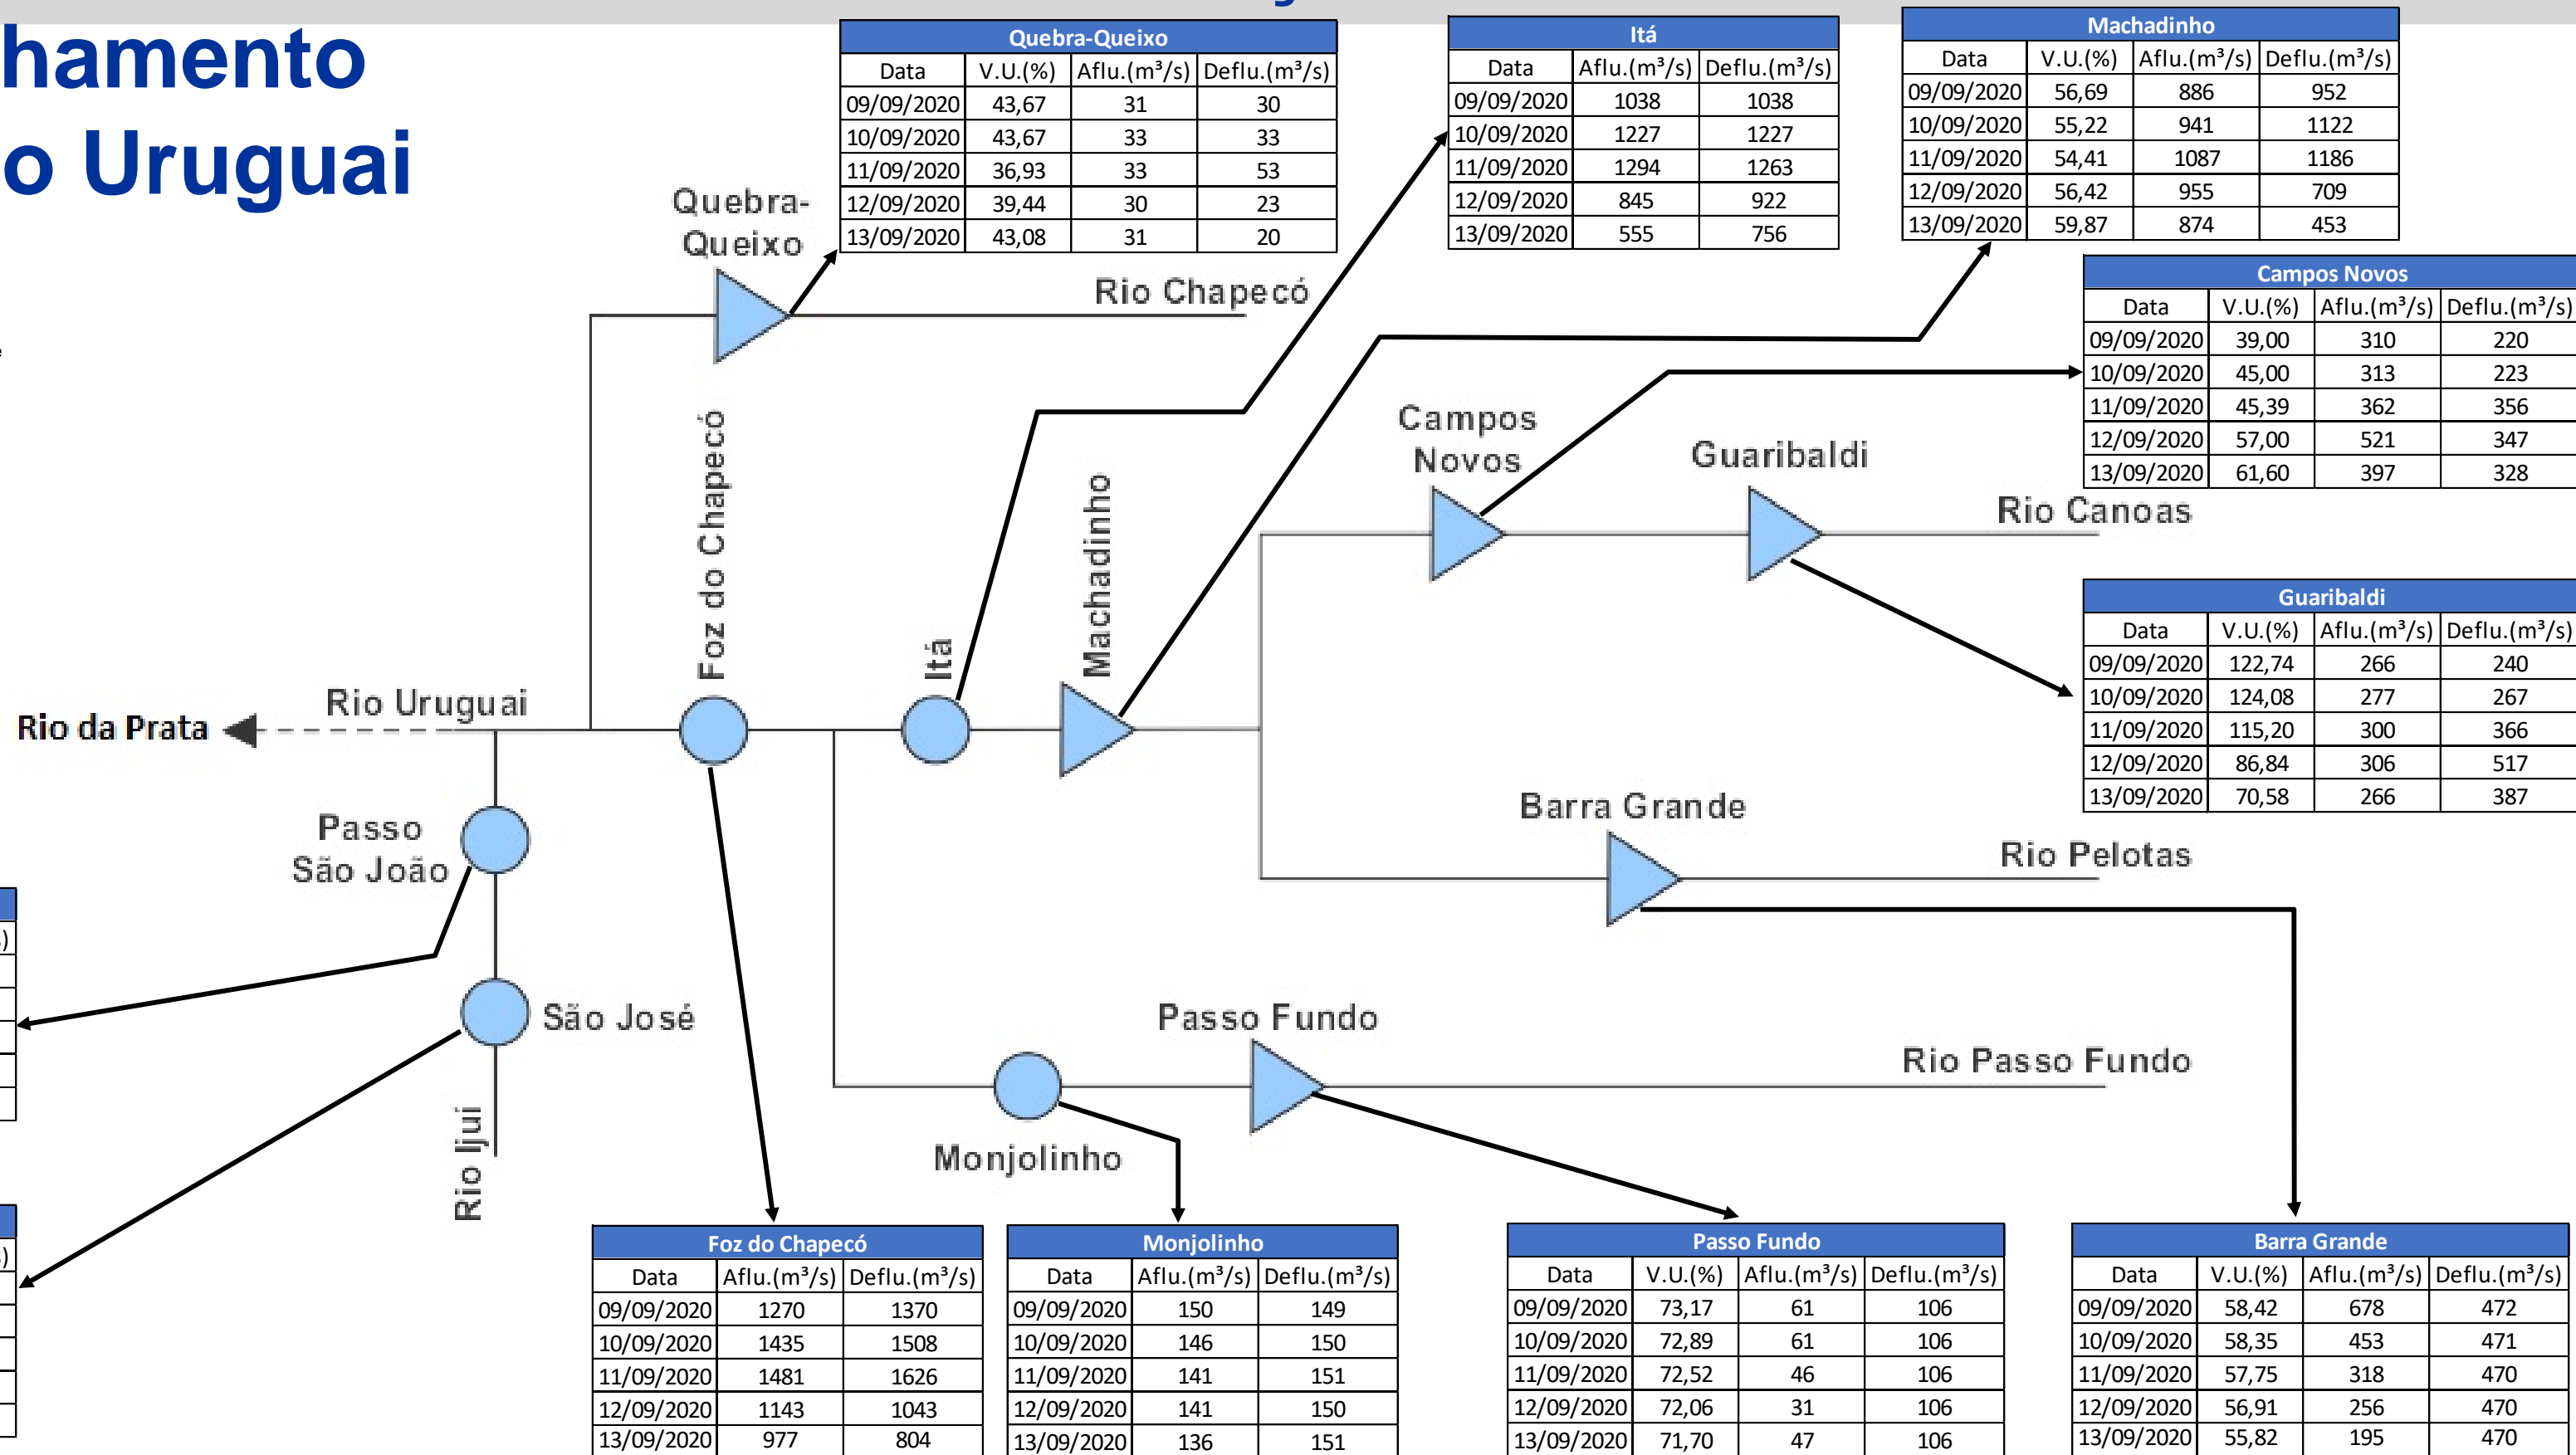 hamento
o Uruguai
Quebra-Queixo
Data V.U.(%) Aflu.(m³/s) Deflu.(m³/s)
09/09/2020 43,67 31 30
10/09/2020 43,67 33 33
11/09/2020 36,93 33 53
12/09/2020 39,44 30 23
13/09/2020 43,08 31 20
Itá
Data Aflu.(m³/s) Deflu.(m³/s)
09/09/2020 1038 1038
10/09/2020 1227 1227
11/09/2020 1294 1263
12/09/2020 845 922
13/09/2020 555 756
Machadinho
Data V.U.(%) Aflu.(m³/s) Deflu.(m³/s)
09/09/2020 56,69 886 952
10/09/2020 55,22 941 1122
11/09/2020 54,41 1087 1186
12/09/2020 56,42 955 709
13/09/2020 59,87 874 453
Campos Novos
Data V.U.(%) Aflu.(m³/s) Deflu.(m³/s)
09/09/2020 39,00 310 220
10/09/2020 45,00 313 223
11/09/2020 45,39 362 356
12/09/2020 57,00 521 347
13/09/2020 61,60 397 328
Guaribaldi
Data V.U.(%) Aflu.(m³/s) Deflu.(m³/s)
09/09/2020 122,74 266 240
10/09/2020 124,08 277 267
11/09/2020 115,20 300 366
12/09/2020 86,84 306 517
13/09/2020 70,58 266 387
Quebra-
Queixo
Rio Chapecó
Foz do Chapecó
Itá
Machadinho
Campos
Novos
Guaribaldi
Rio Canoas
Rio da Prata
Rio Uruguai
Barra Grande
Rio Pelotas
Passo
São João
São José
Rio Ijui
Passo Fundo
Rio Passo Fundo
Monjolinho
Foz do Chapecó
Data Aflu.(m³/s) Deflu.(m³/s)
09/09/2020 1270 1370
10/09/2020 1435 1508
11/09/2020 1481 1626
12/09/2020 1143 1043
13/09/2020 977 804
Monjolinho
Data Aflu.(m³/s) Deflu.(m³/s)
09/09/2020 150 149
10/09/2020 146 150
11/09/2020 141 151
12/09/2020 141 150
13/09/2020 136 151
Passo Fundo
Data V.U.(%) Aflu.(m³/s) Deflu.(m³/s)
09/09/2020 73,17 61 106
10/09/2020 72,89 61 106
11/09/2020 72,52 46 106
12/09/2020 72,06 31 106
13/09/2020 71,70 47 106
Barra Grande
Data V.U.(%) Aflu.(m³/s) Deflu.(m³/s)
09/09/2020 58,42 678 472
10/09/2020 58,35 453 471
11/09/2020 57,75 318 470
12/09/2020 56,91 256 470
13/09/2020 55,82 195 470